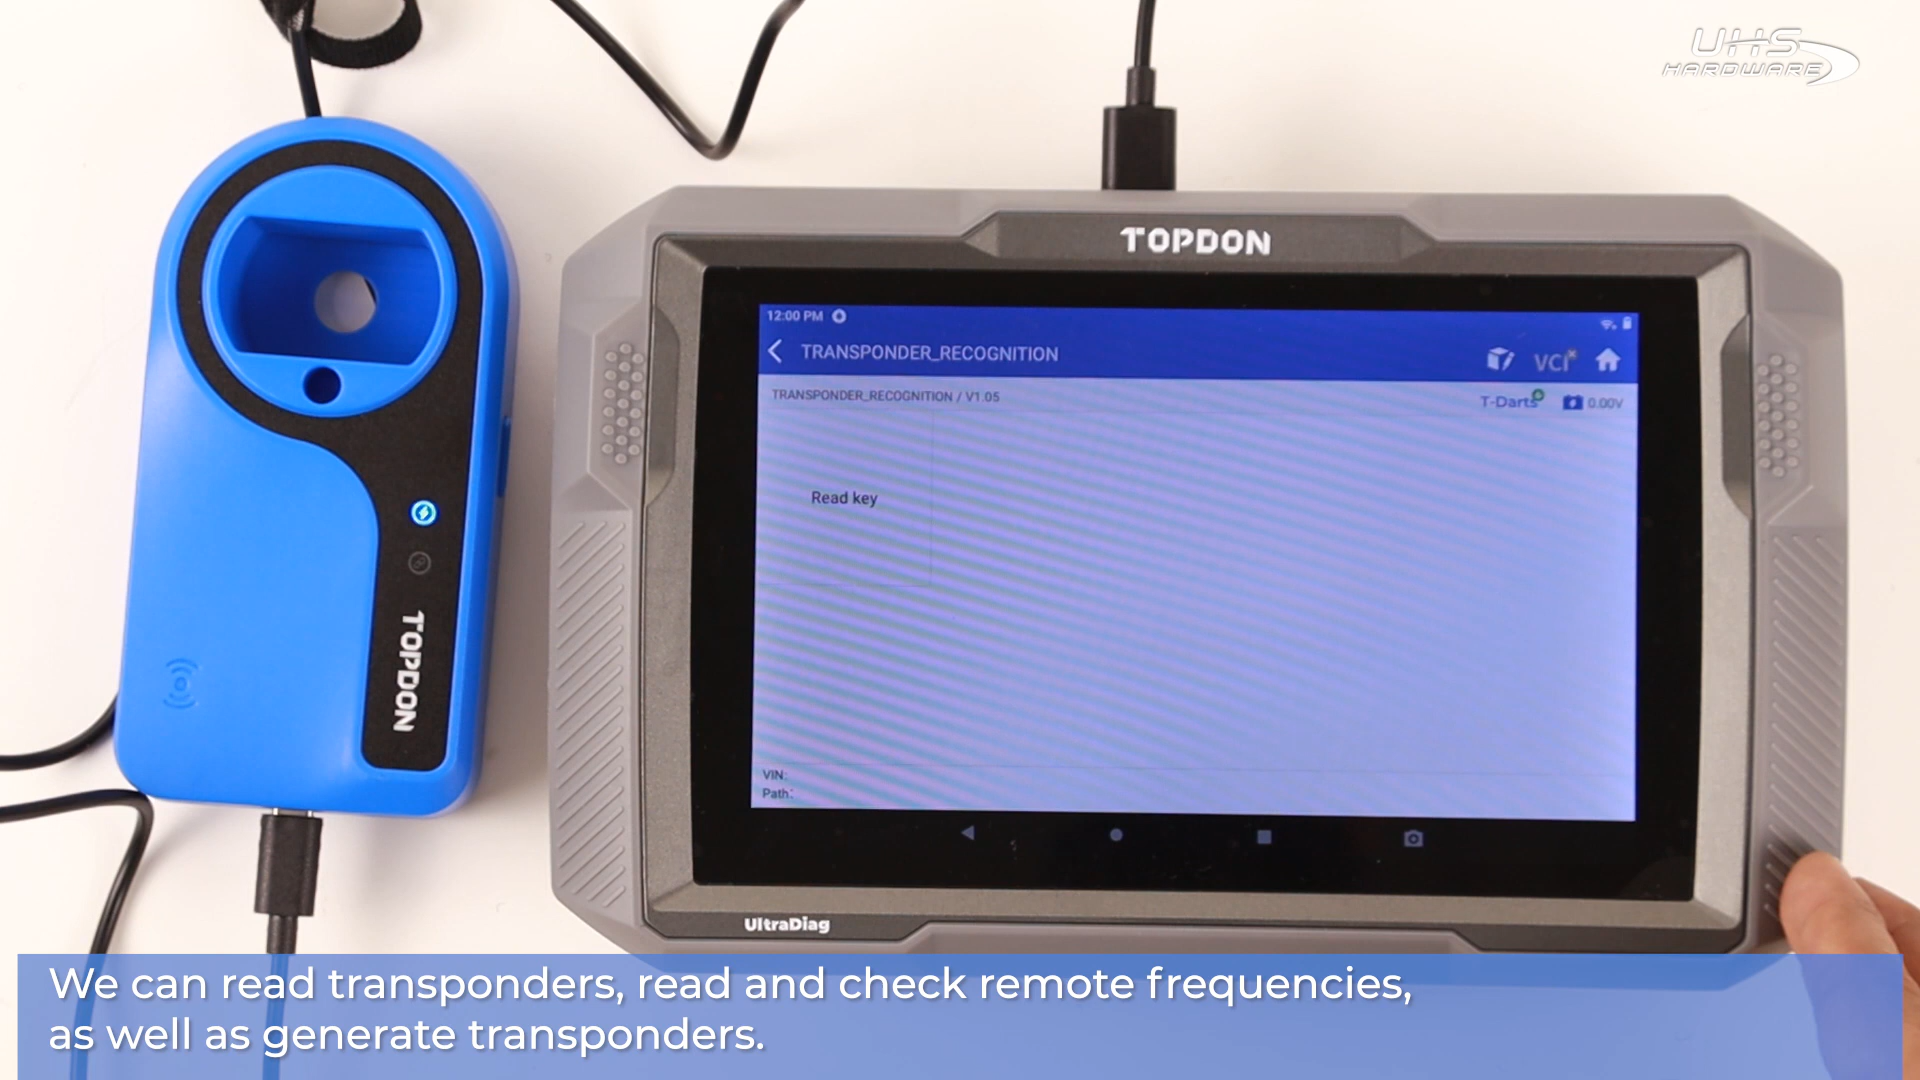 UHS
HARDWARE
TOPDON
12:00 PM
TRANSPONDER_RECOGNITION
VCI
TRANSPONDER_RECOGNITION / V1.05
T-Darts
0.00V
Read key
TOPDON
VIN:
Path:
UltraDiag
We can read transponders, read and check remote frequencies,
as well as generate transponders.